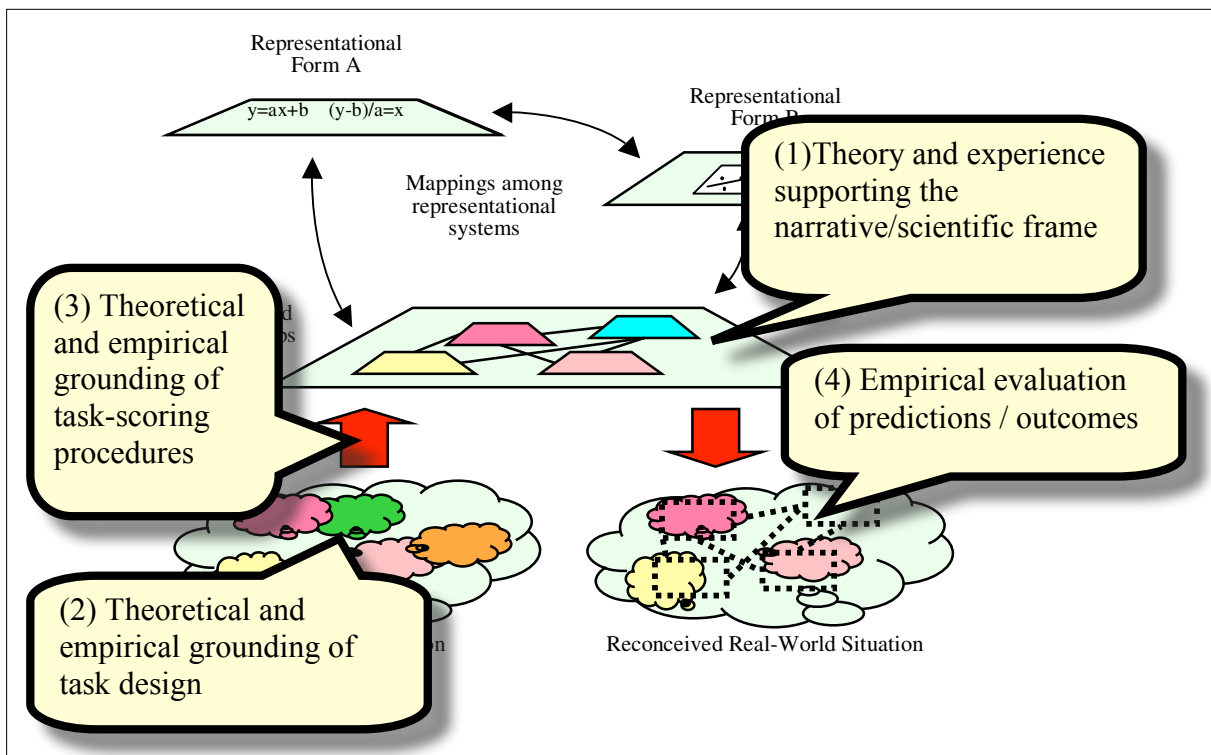 Representational
Form A
y=ax+b (y-b)/a=x
Representational
Form
Mappings among
representational
systems
(1)Theory and experience
supporting the
narrative/scientific frame
(3) Theoretical
and empirical
grounding of
task-scoring
procedures
(4) Empirical evaluation
of predictions / outcomes
(2) Theoretical and
empirical grounding of
task design
Reconceived Real-World Situation